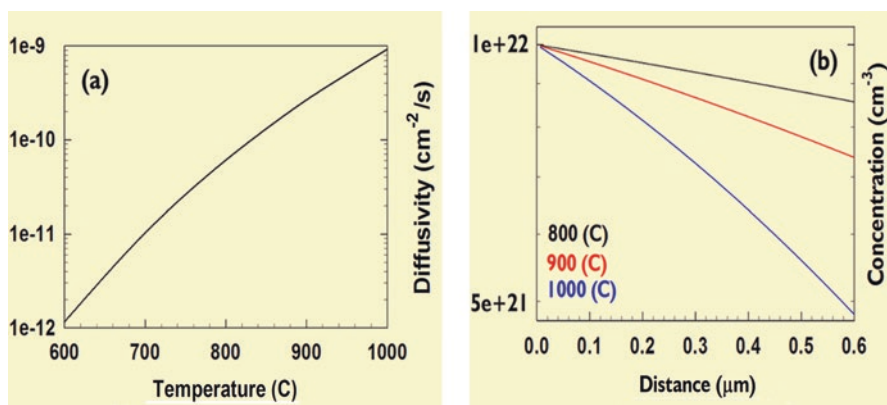 (a)
1e-9
1e-10
1e-11
1e-12
600 700 800 900 1000
Temperature (C)
Diffusivity (cm⁻²/s)
(b)
1e+22
5e+21
800 (C)
900 (C)
1000 (C)
0.0 0.1 0.2 0.3 0.4 0.5 0.6
Distance (μm)
Concentration (cm⁻³)